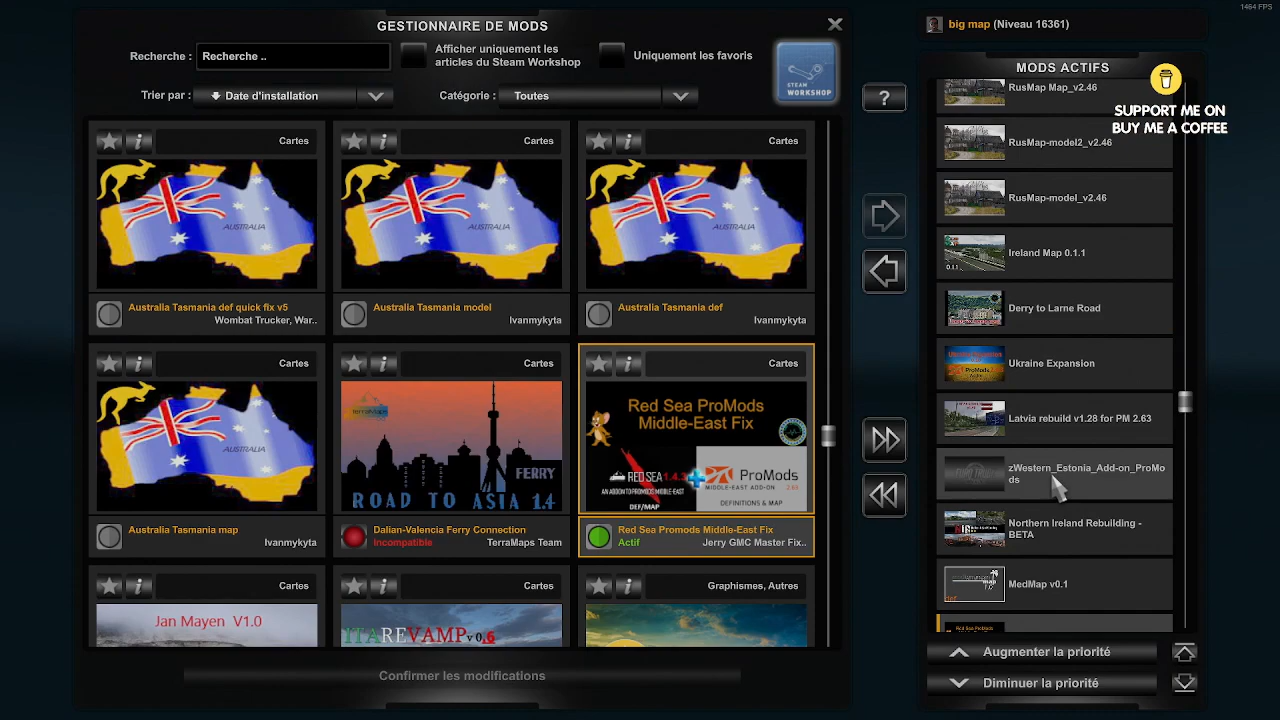 1464 FPS
GESTIONNAIRE DE MODS
big map (Niveau 16361)
Recherche :
Recherche ..
Afficher uniquement les
articles du Steam Workshop
Uniquement les favoris
STEAM
WORKSHOP
Trier par :
Catégorie :
Toutes
?
MODS ACTIFS
SUPPORT ME ON
BUY ME A COFFEE
Cartes
Cartes
Cartes
AUSTRALIA
AUSTRALIA
AUSTRALIA
Australia Tasmania def quick fix v5
Wombat Trucker, War..
Australia Tasmania model
Ivanmykyta
Australia Tasmania def
Ivanmykyta
Cartes
Cartes
Cartes
AUSTRALIA
TerraMaps
FERRY
ROAD TO ASIA 1.4
Red Sea ProMods
Middle-East Fix
RED SEA 1.4.3
AN ADDON TO PROMODS MIDDLE-EAST
DEF/MAP
ProMods
MIDDLE-EAST ADD-ON
DEFINITIONS & MAP
Australia Tasmania map
Ivanmykyta
Dalian-Valencia Ferry Connection
Incompatible
TerraMaps Team
Red Sea Promods Middle-East Fix
Actif
Jerry GMC Master Fix..
Cartes
Cartes
Graphismes, Autres
Jan Mayen V1.0
ITAREVAMP v0.6
Confirmer les modifications
RusMap Map_v2.46
RusMap-model2_v2.46
RusMap-model_v2.46
Ireland Map 0.1.1
Derry to Larne Road
Ukraine Expansion
Latvia rebuild v1.28 for PM 2.63
zWestern_Estonia_Add-on_ProMo
ds
Northern Ireland Rebuilding -
BETA
MedMap v0.1
Augmenter la priorité
Diminuer la priorité